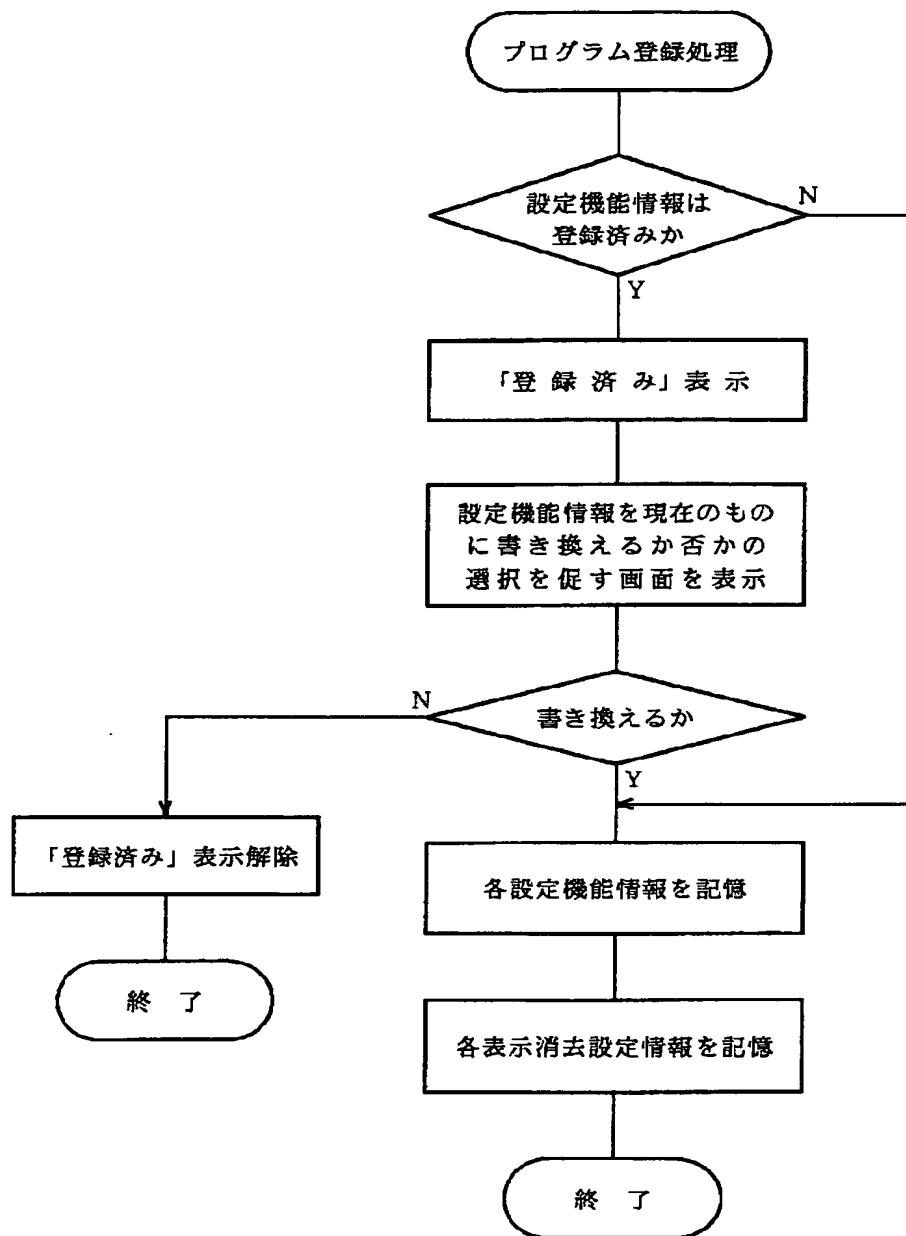 プログラム登録処理
設定機能情報は
登録済みか
N
Y
「登録済み」表示
設定機能情報を現在のもの
に書き換えるか否かの
選択を促す画面を表示
N
書き換えるか
Y
「登録済み」表示解除
各設定機能情報を記憶
終了
各表示消去設定情報を記憶
終了